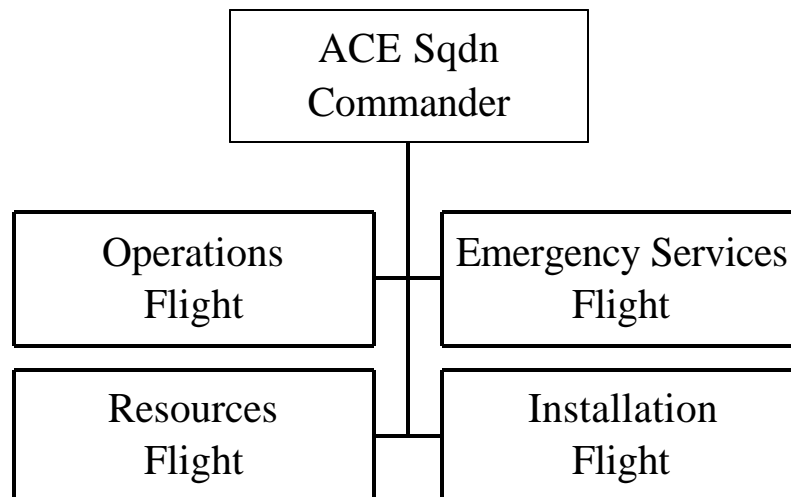 ACE Sqdn
Commander
Operations
Flight
Emergency Services
Flight
Resources
Flight
Installation
Flight